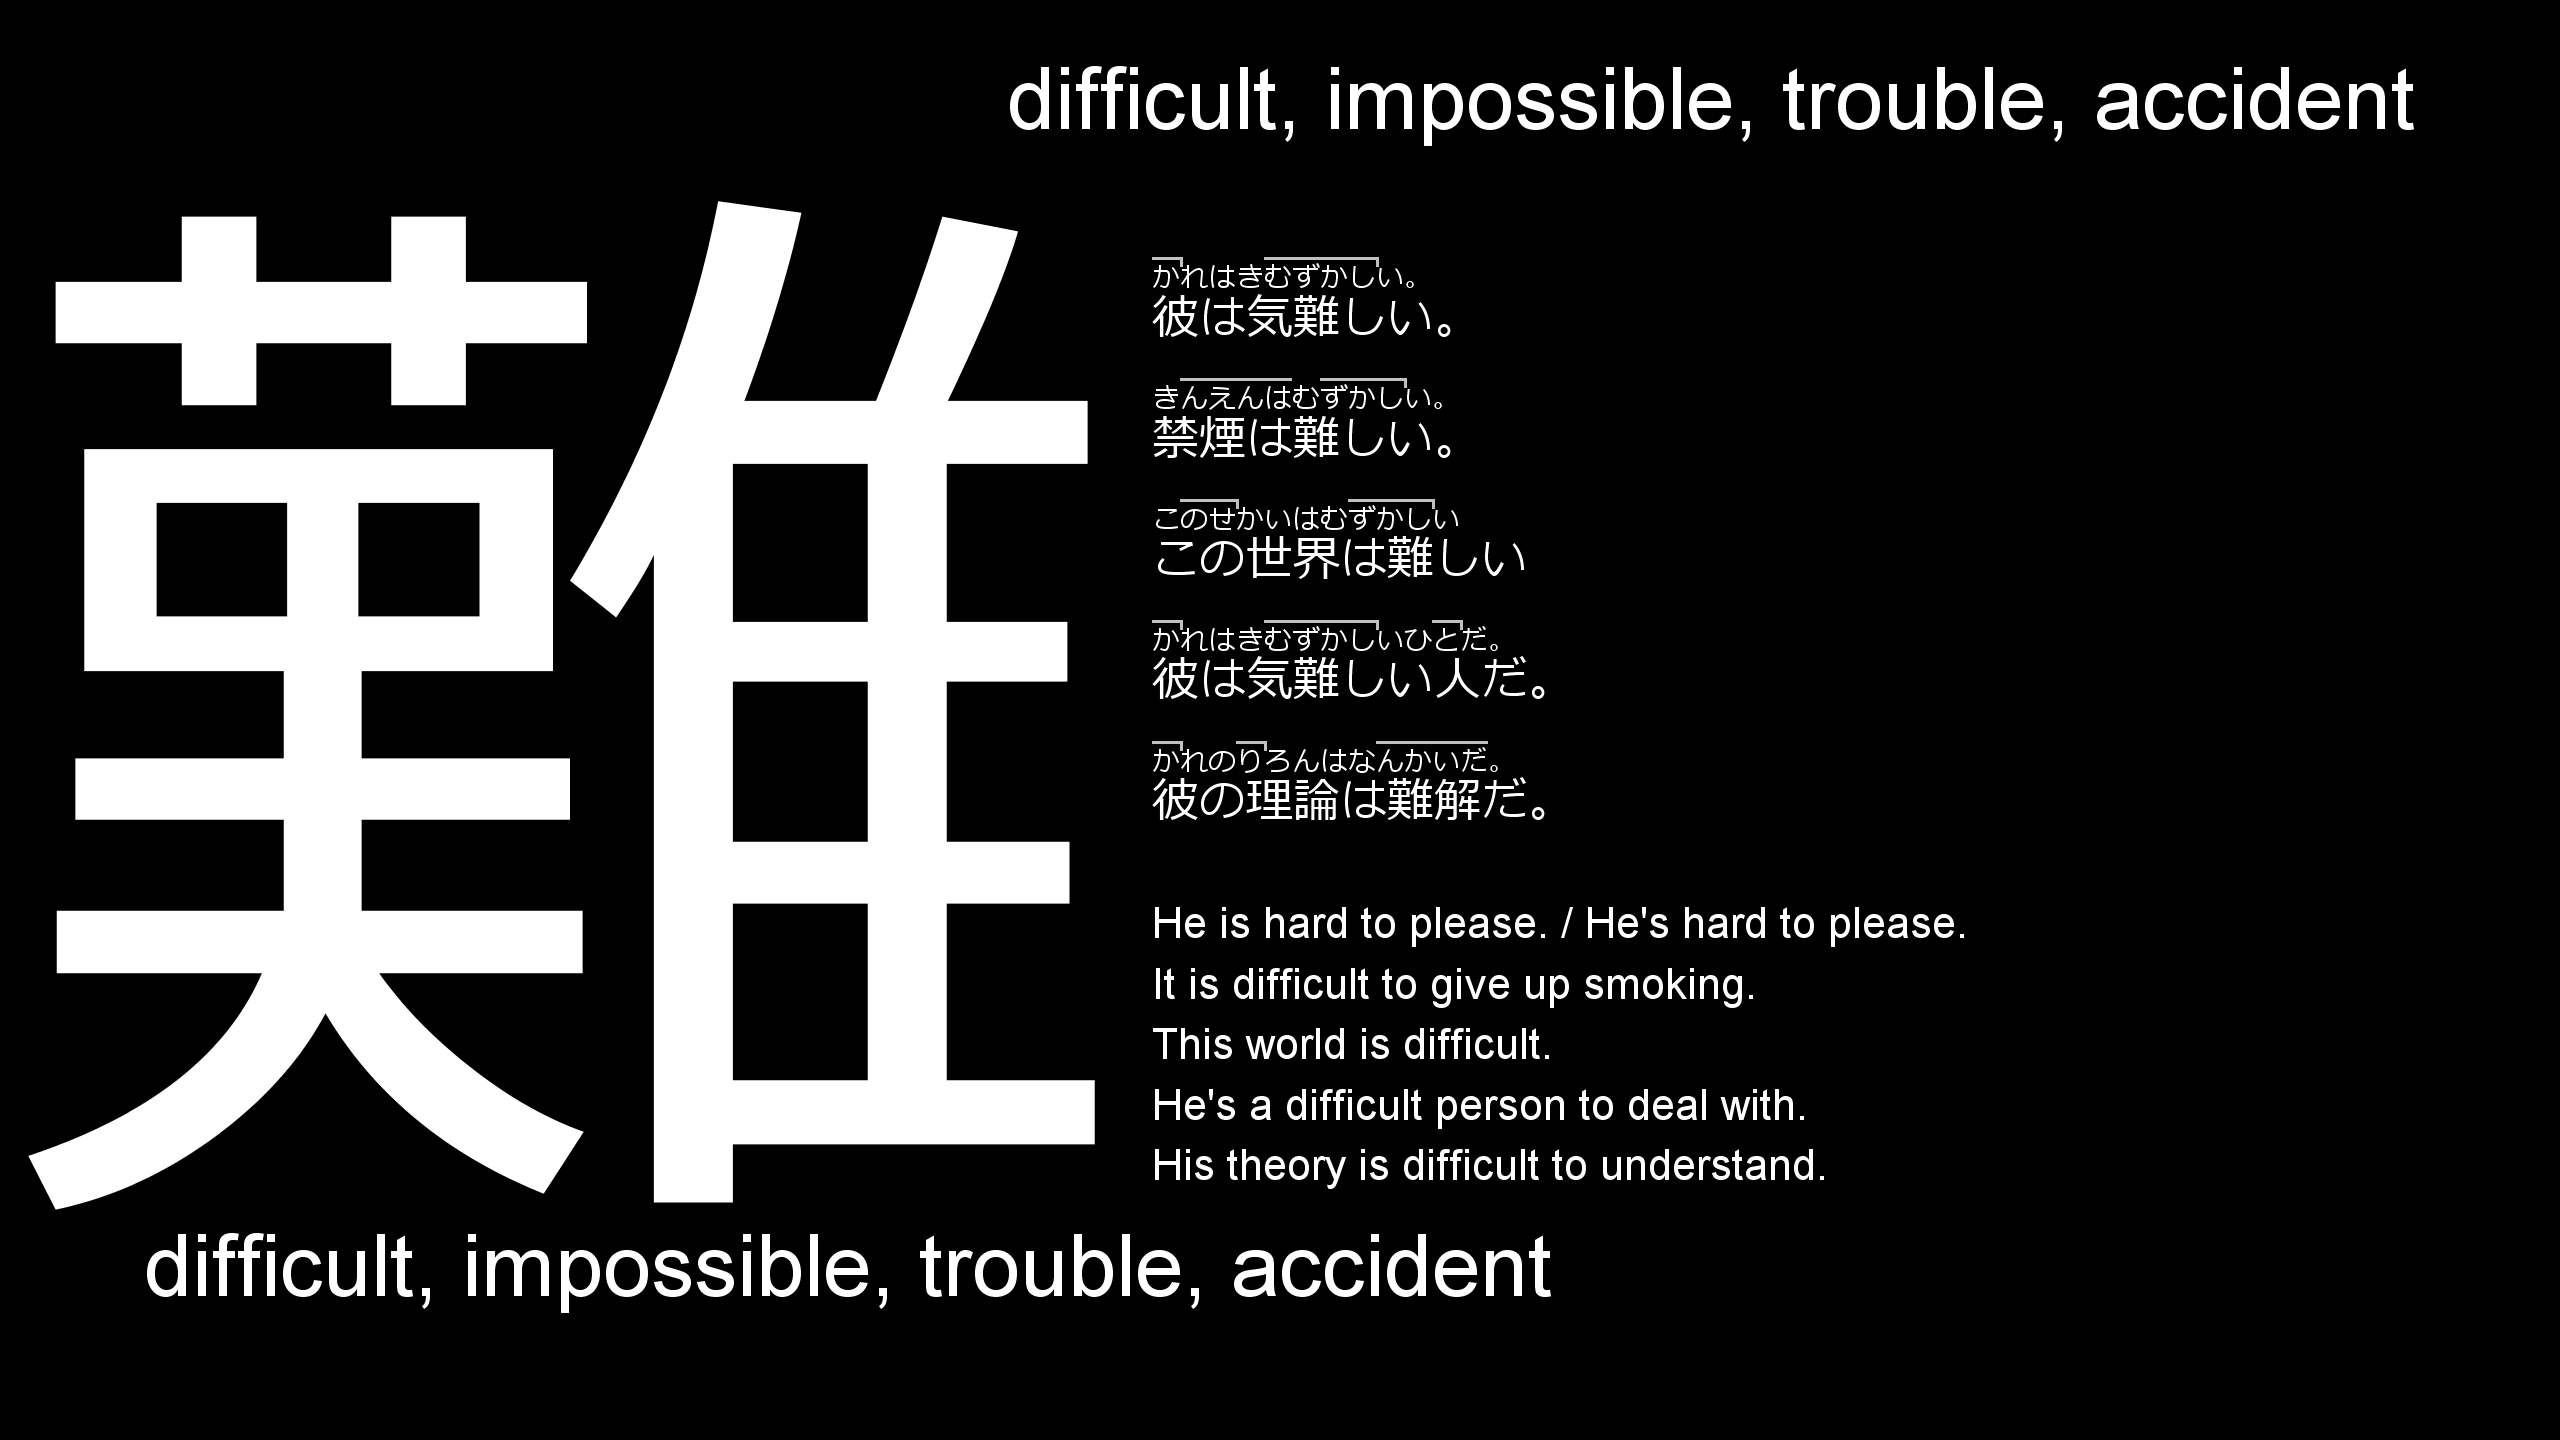 difficult, impossible, trouble, accident
難
かれはきむずかしい。
彼は気難しい。
きんえんはむずかしい。
禁煙は難しい。
このせかいはむずかしい
この世界は難しい
かれはきむずかしいひとだ。
彼は気難しい人だ。
かれのりろんはなんかいだ。
彼の理論は難解だ。
He is hard to please. / He's hard to please.
It is difficult to give up smoking.
This world is difficult.
He's a difficult person to deal with.
His theory is difficult to understand.
difficult, impossible, trouble, accident